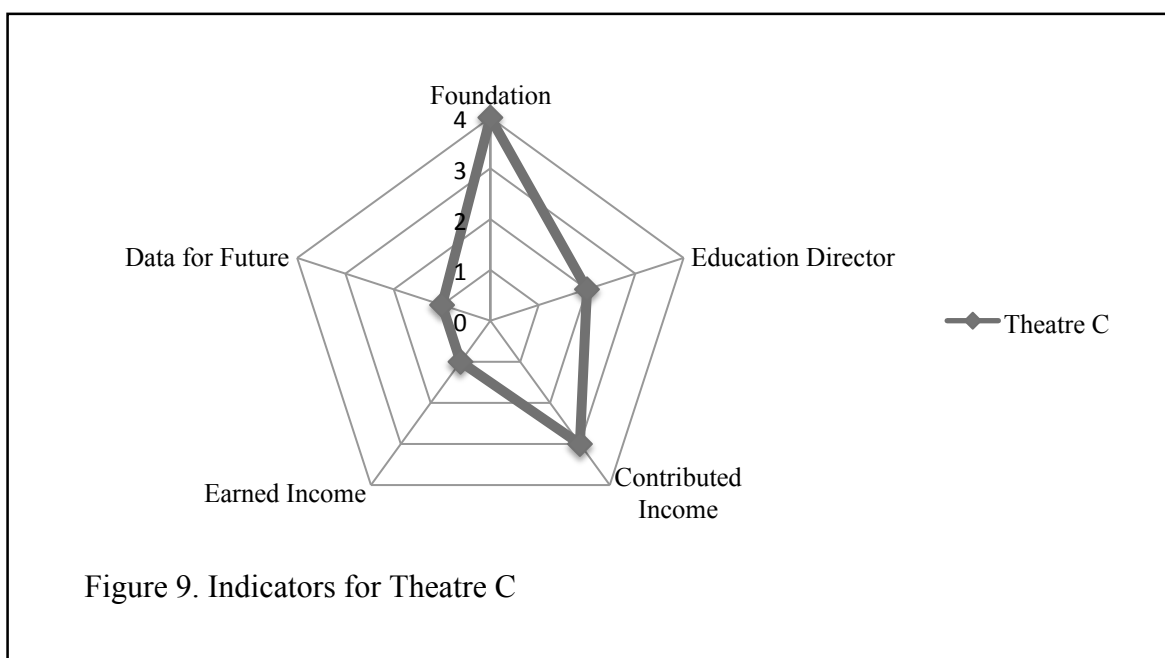 Foundation
4
3
2
1
0
Data for Future
Education Director
Earned Income
Contributed
Income
Theatre C
Figure 9. Indicators for Theatre C